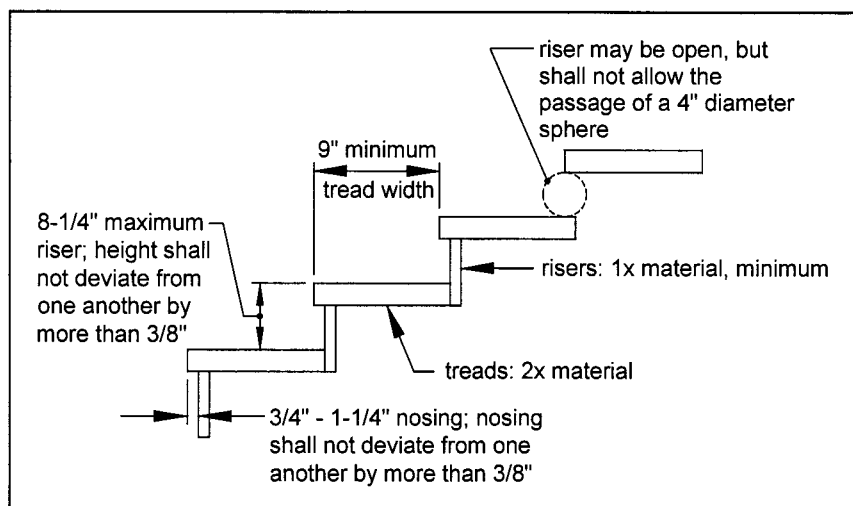 riser may be open, but
shall not allow the
passage of a 4" diameter
sphere
9" minimum
tread width
8-1/4" maximum
riser; height shall
not deviate from
one another by
more than 3/8"
risers: 1x material, minimum
treads: 2x material
3/4" - 1-1/4" nosing; nosing
shall not deviate from one
another by more than 3/8"